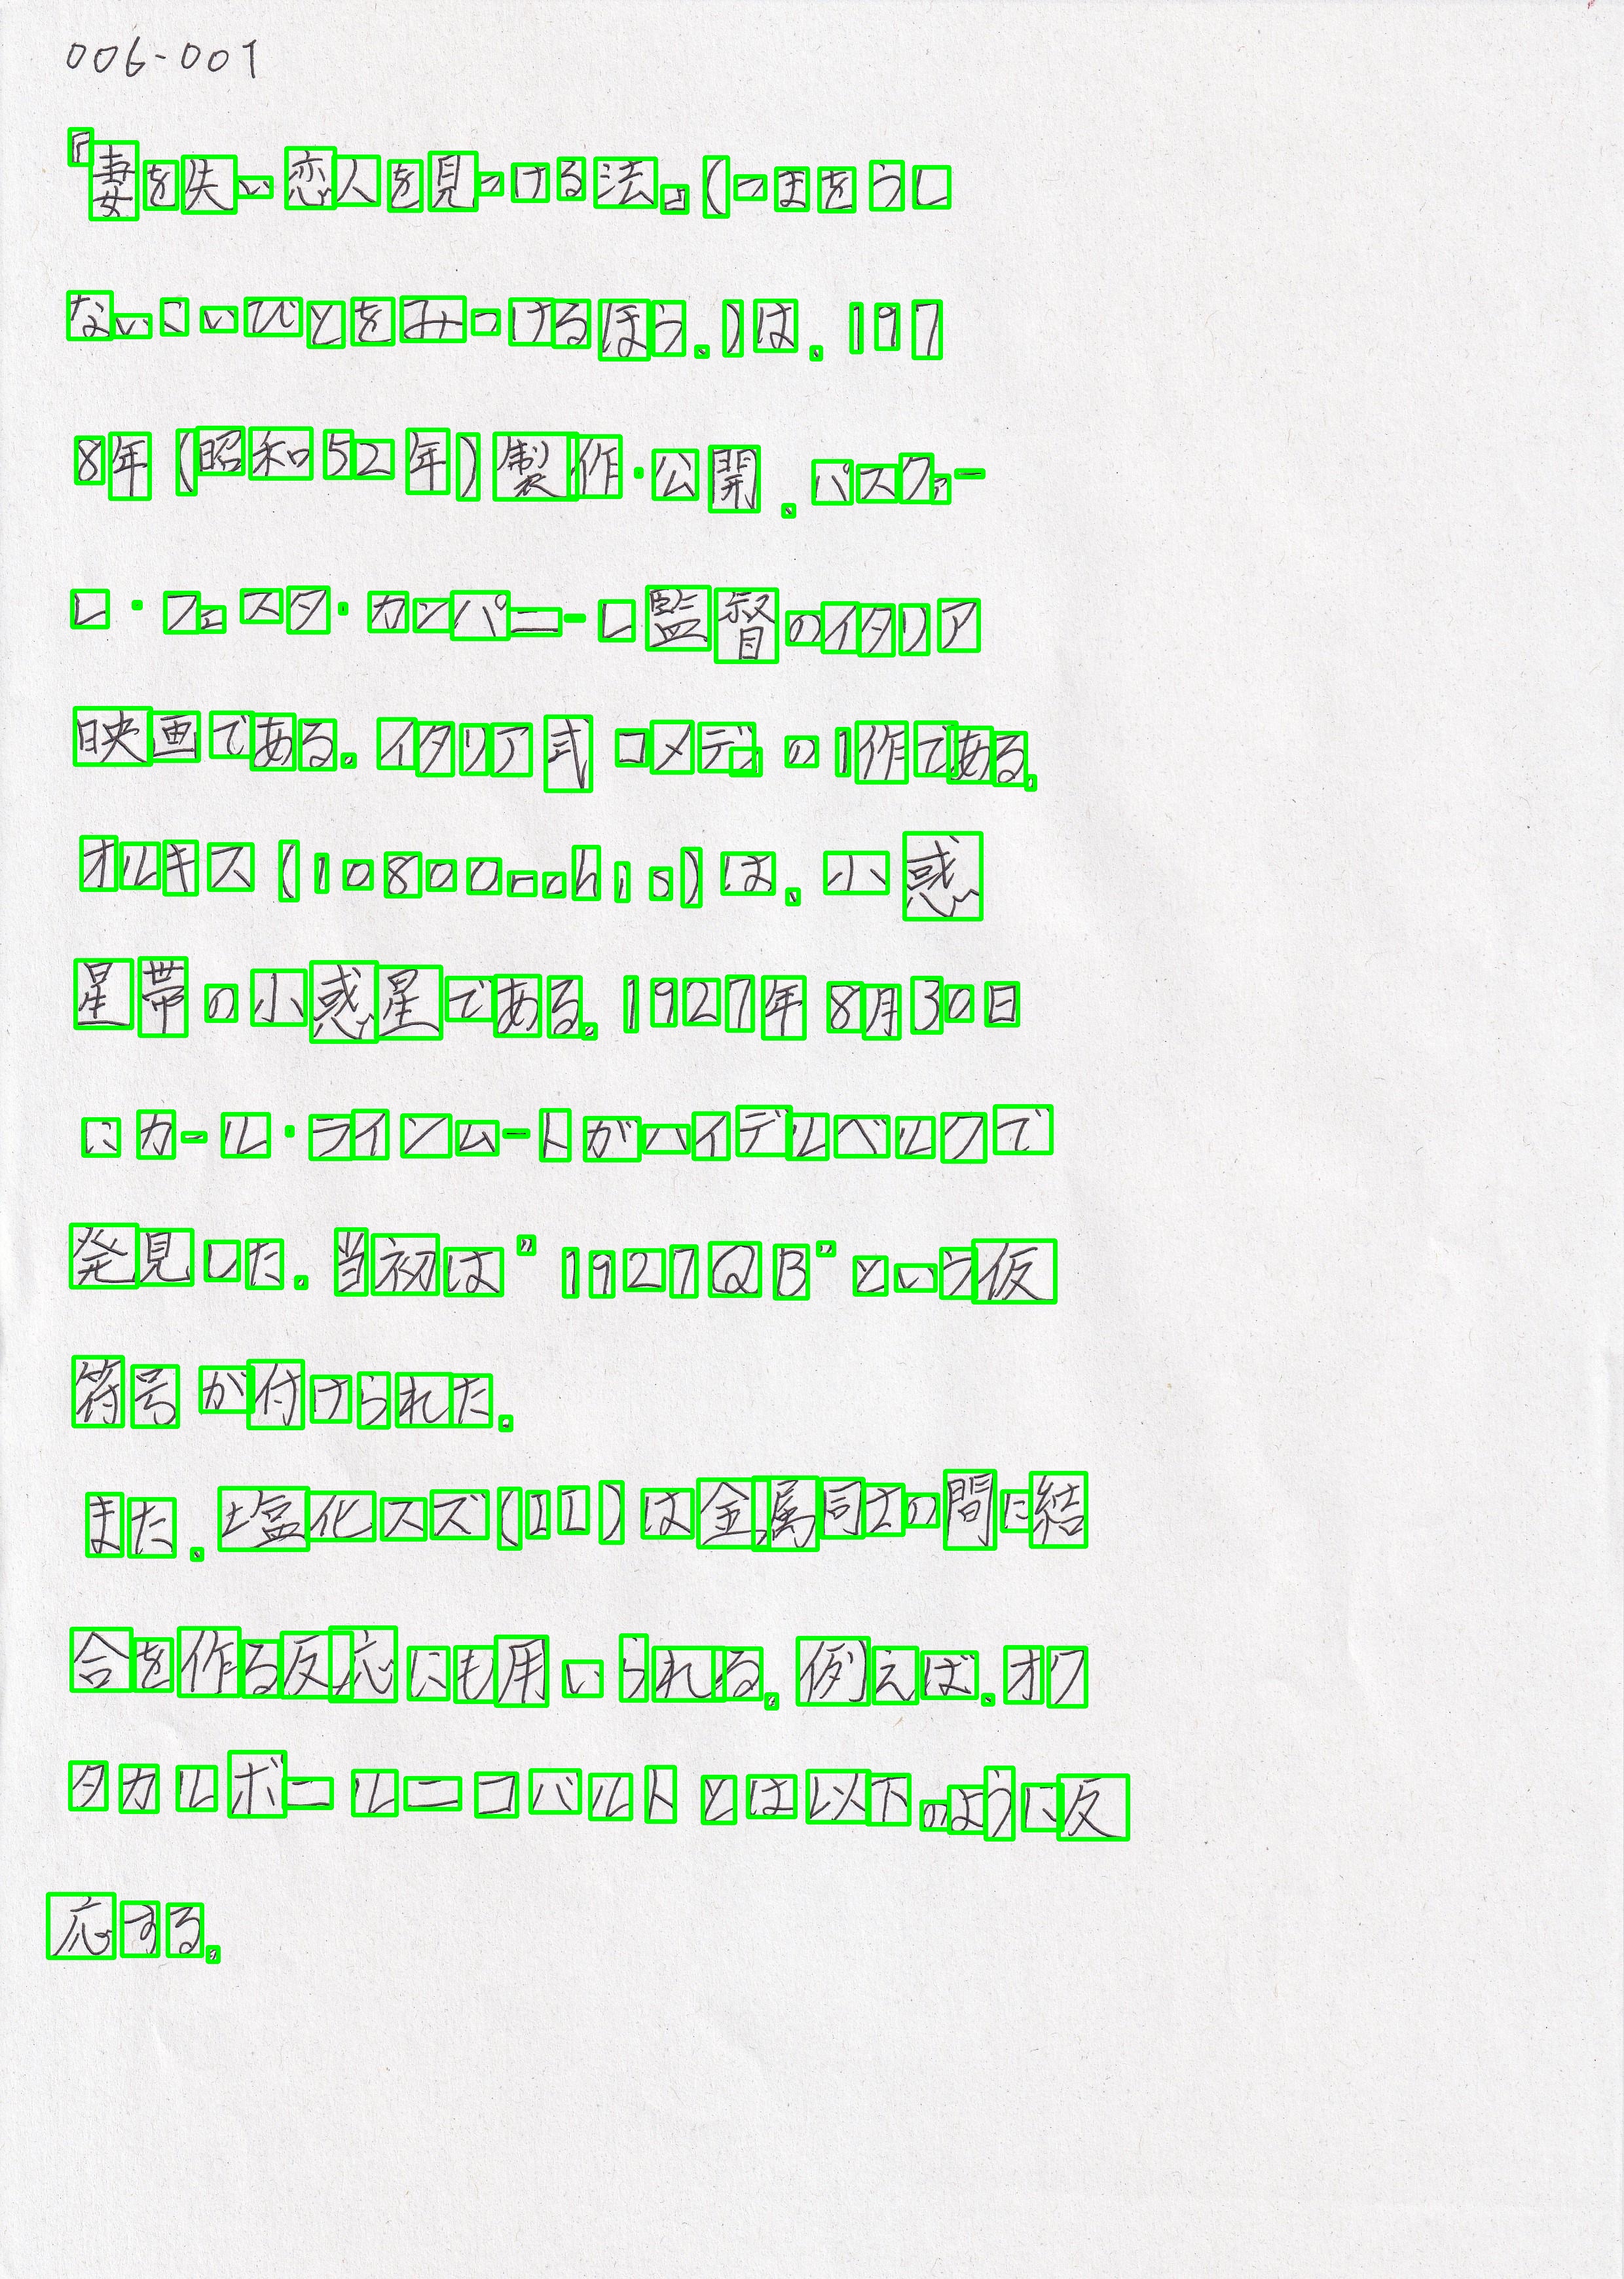 006-001
『妻を失い恋人を見つける法』(つまをうし
ないこいびとをみつけるほう。)は、197
8年(昭和52年)製作・公開、パスクァー
レ・フェスタ・カンパニーレ監督のイタリア
映画である。イタリア式コメディの1作である。
オルキス(10800rchis)は、小惑
星帯の小惑星である。1927年8月30日
にカール・ラインムートがハイデルベルクで
発見した。当初は"1927QB"という仮
符号が付けられた。
また、塩化スズ(II)は金属同士の間に結
合を作る反応にも用いられる。例えば、オク
タカルボニルニコバルトとは以下のように反
応する。